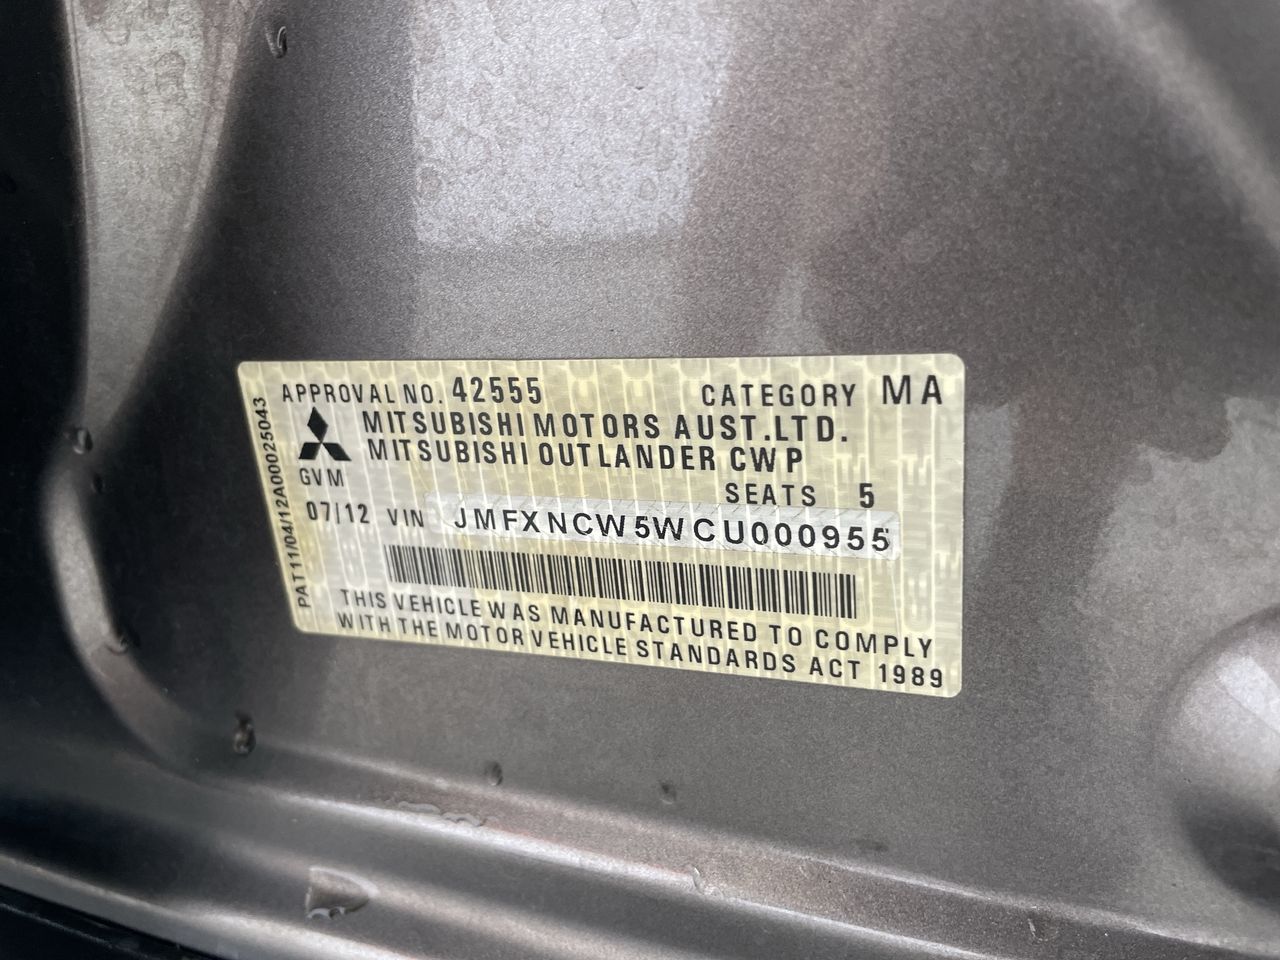 APPROVAL NO. 42555 CATEGORY MA
MITSUBISHI MOTORS AUST.LTD.
MITSUBISHI OUTLANDER CWP
GVM SEATS 5
07/12 VIN JMFXNCW5WCU000955
THIS VEHICLE WAS MANUFACTURED TO COMPLY
WITH THE MOTOR VEHICLE STANDARDS ACT 1989
PAT11/04/12A00025043